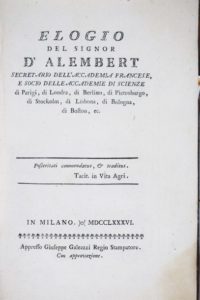 ELOGIO
DEL SIGNOR
D' ALEMBERT
SECRETARIO DELL'ACCADEMIA FRANCESE,
E SOCIO DELLE ACCADEMIE DI SCIENZE
di Parigi, di Londra, di Berlino, di Pietroburgo,
di Stockolm, di Lisbona, di Bologna,
di Boston, ec.
Posteritati commendatus, & traditus.
Tacit. in Vita Agri.
IN MILANO. )( MDCCLXXXVI.
Appresso Giuseppe Galeazzi Regio Stampatore.
Con approvazione.